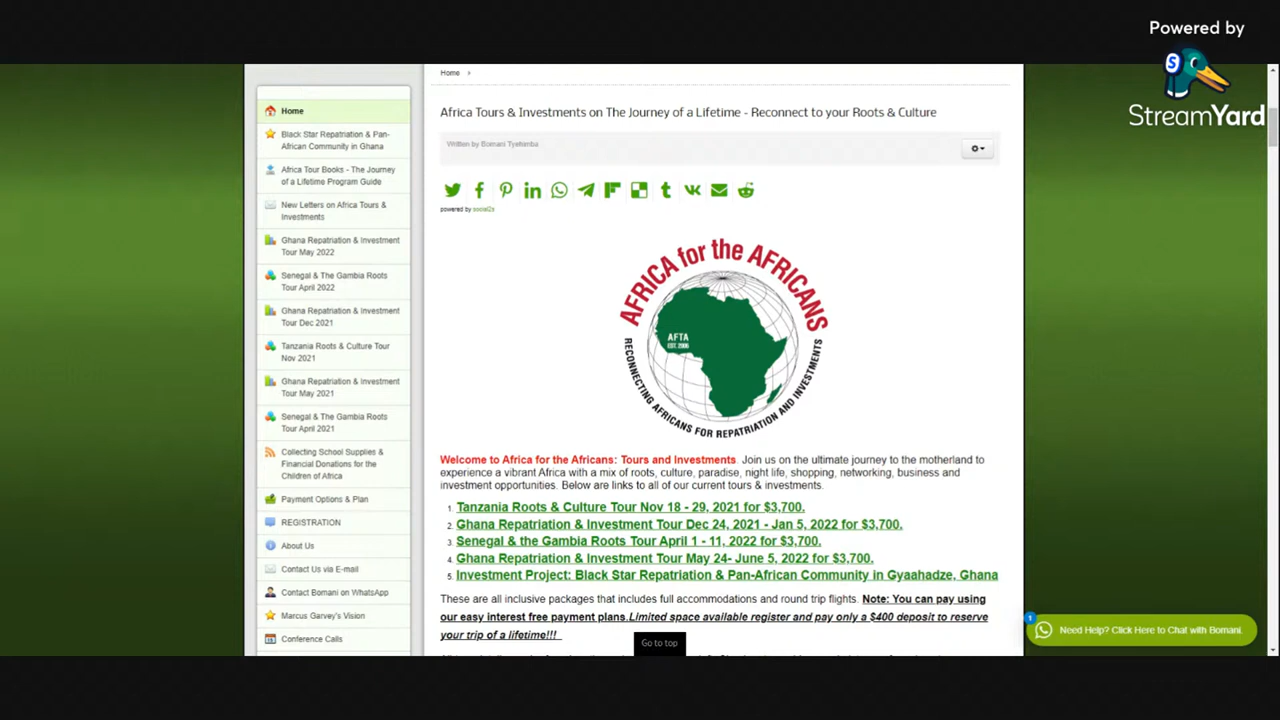 Powered by
StreamYard
Home
Home
Black Star Repatriation & Pan-
African Community in Ghana
Africa Tour Books - The Journey
of a Lifetime Program Guide
New Letters on Africa Tours &
Investments
Ghana Repatriation & Investment
Tour May 2022
Senegal & The Gambia Roots
Tour April 2022
Ghana Repatriation & Investment
Tour Dec 2021
Tanzania Roots & Culture Tour
Nov 2021
Ghana Repatriation & Investment
Tour May 2021
Senegal & The Gambia Roots
Tour April 2021
Collecting School Supplies &
Financial Donations for the
Children of Africa
Payment Options & Plan
REGISTRATION
About Us
Contact Us via E-mail
Contact Bomani on WhatsApp
Marcus Garvey's Vision
Conference Calls
Africa Tours & Investments on The Journey of a Lifetime - Reconnect to your Roots & Culture
Written by Bomani Tyehimba
powered by social2s
AFRICA for the AFRICANS
AFTA
EST. 2006
RECONNECTING AFRICANS FOR REPATRIATION AND INVESTMENTS
Welcome to Africa for the Africans: Tours and Investments. Join us on the ultimate journey to the motherland to
experience a vibrant Africa with a mix of roots, culture, paradise, night life, shopping, networking, business and
investment opportunities. Below are links to all of our current tours & investments.
1. Tanzania Roots & Culture Tour Nov 18 - 29, 2021 for $3,700.
2. Ghana Repatriation & Investment Tour Dec 24, 2021 - Jan 5, 2022 for $3,700.
3. Senegal & the Gambia Roots Tour April 1 - 11, 2022 for $3,700.
4. Ghana Repatriation & Investment Tour May 24- June 5, 2022 for $3,700.
5. Investment Project: Black Star Repatriation & Pan-African Community in Gyaahadze, Ghana
These are all inclusive packages that includes full accommodations and round trip flights. Note: You can pay using
our easy interest free payment plans.Limited space available register and pay only a $400 deposit to reserve
your trip of a lifetime!!!
Go to top
1
Need Help? Click Here to Chat with Bomani.